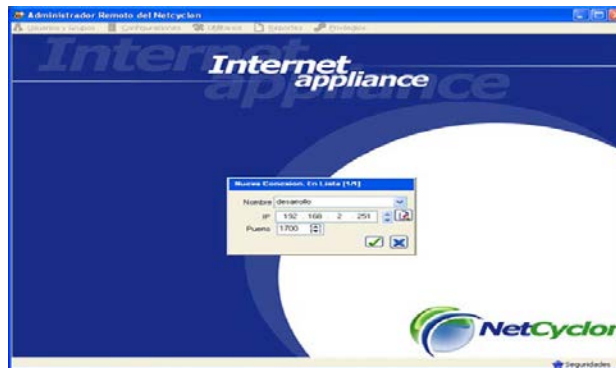 Administrador Remoto del Netcyclon
Usuarios y Grupos Configuraciones Utilitarios Reportes Privilegios
Internet
Internet
appliance
appliance
Nueva Conexion. En Lista [1/1]
Nombre desarrollo
IP 192 168 2 251
Puerto 1700
NetCyclon
Seguridades